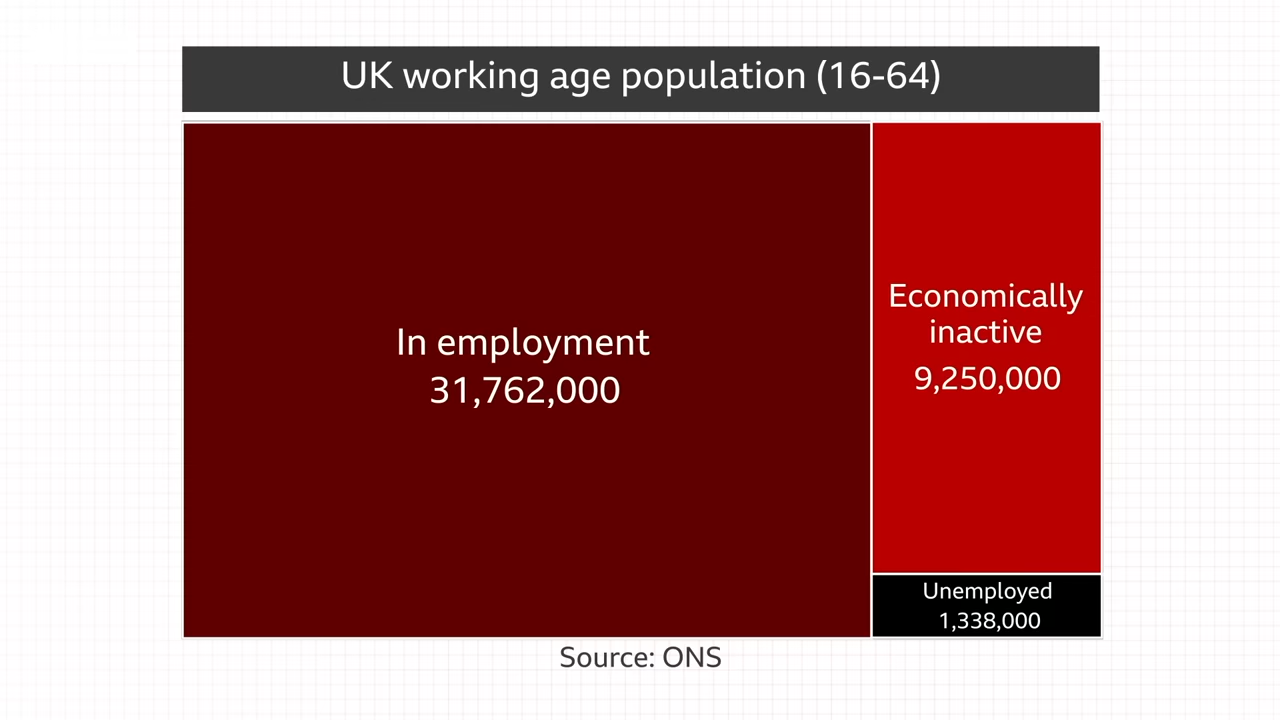 UK working age population (16-64)
In employment
31,762,000
Economically
inactive
9,250,000
Unemployed
1,338,000
Source: ONS